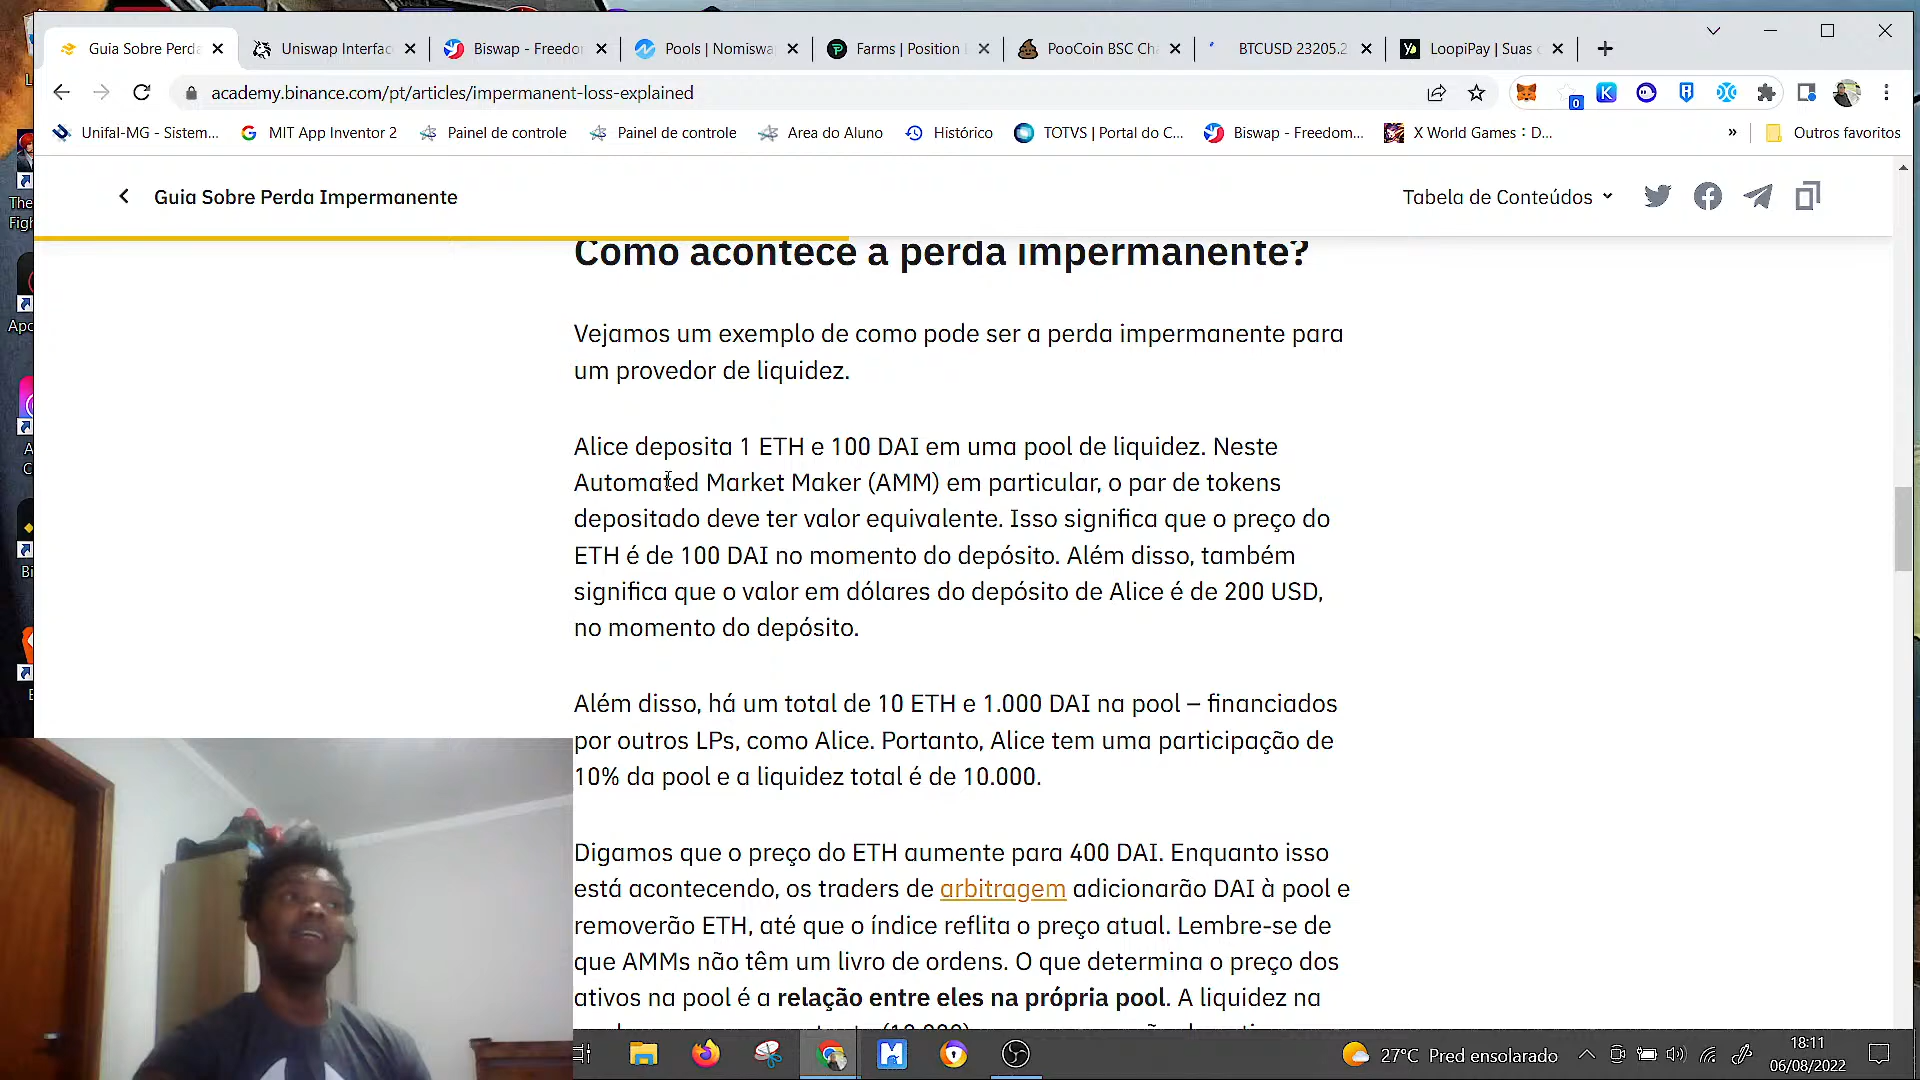 Guia Sobre Perda
Uniswap Interfac
Biswap - Freedo
Pools | Nomiswa
Farms | Position
PooCoin BSC Ch
BTCUSD 23205.2
LoopiPay | Suas
academy.binance.com/pt/articles/impermanent-loss-explained
0
Unifal-MG - Sistem...
MIT App Inventor 2
Painel de controle
Painel de controle
Area do Aluno
Histórico
TOTVS | Portal do C...
Biswap - Freedom...
X World Games : D...
»
Outros favoritos
Guia Sobre Perda Impermanente
Tabela de Conteúdos
Como acontece a perda impermanente?
Vejamos um exemplo de como pode ser a perda impermanente para
um provedor de liquidez.
Alice deposita 1 ETH e 100 DAI em uma pool de liquidez. Neste
Automated Market Maker (AMM) em particular, o par de tokens
depositado deve ter valor equivalente. Isso significa que o preço do
ETH é de 100 DAI no momento do depósito. Além disso, também
significa que o valor em dólares do depósito de Alice é de 200 USD,
no momento do depósito.
Além disso, há um total de 10 ETH e 1.000 DAI na pool – financiados
por outros LPs, como Alice. Portanto, Alice tem uma participação de
10% da pool e a liquidez total é de 10.000.
Digamos que o preço do ETH aumente para 400 DAI. Enquanto isso
está acontecendo, os traders de arbitragem adicionarão DAI à pool e
removerão ETH, até que o índice reflita o preço atual. Lembre-se de
que AMMs não têm um livro de ordens. O que determina o preço dos
ativos na pool é a relação entre eles na própria pool. A liquidez na
The
Figh
Apo
Bi
27°C Pred ensolarado
18:11
06/08/2022